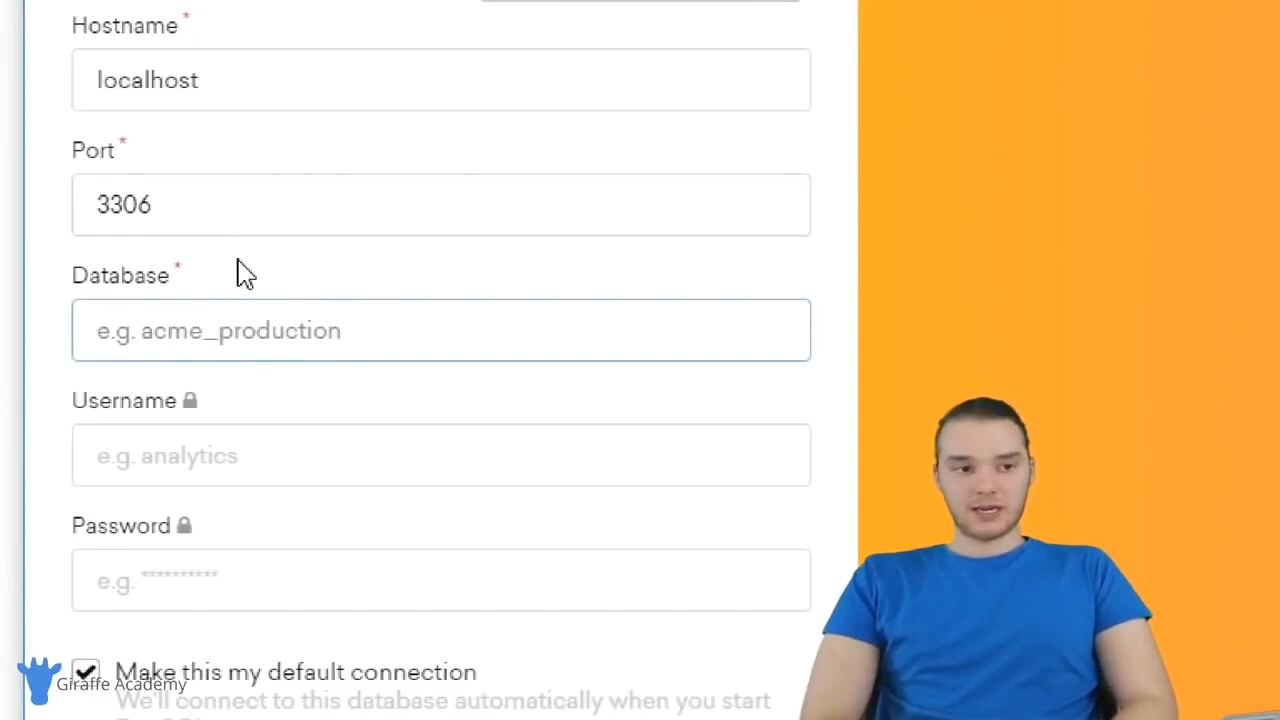 Hostname *
localhost
Port *
3306
Database *
e.g. acme_production
Username
e.g. analytics
Password
e.g. **********
Make this my default connection
Giraffe Academy
We'll connect to this database automatically when you start